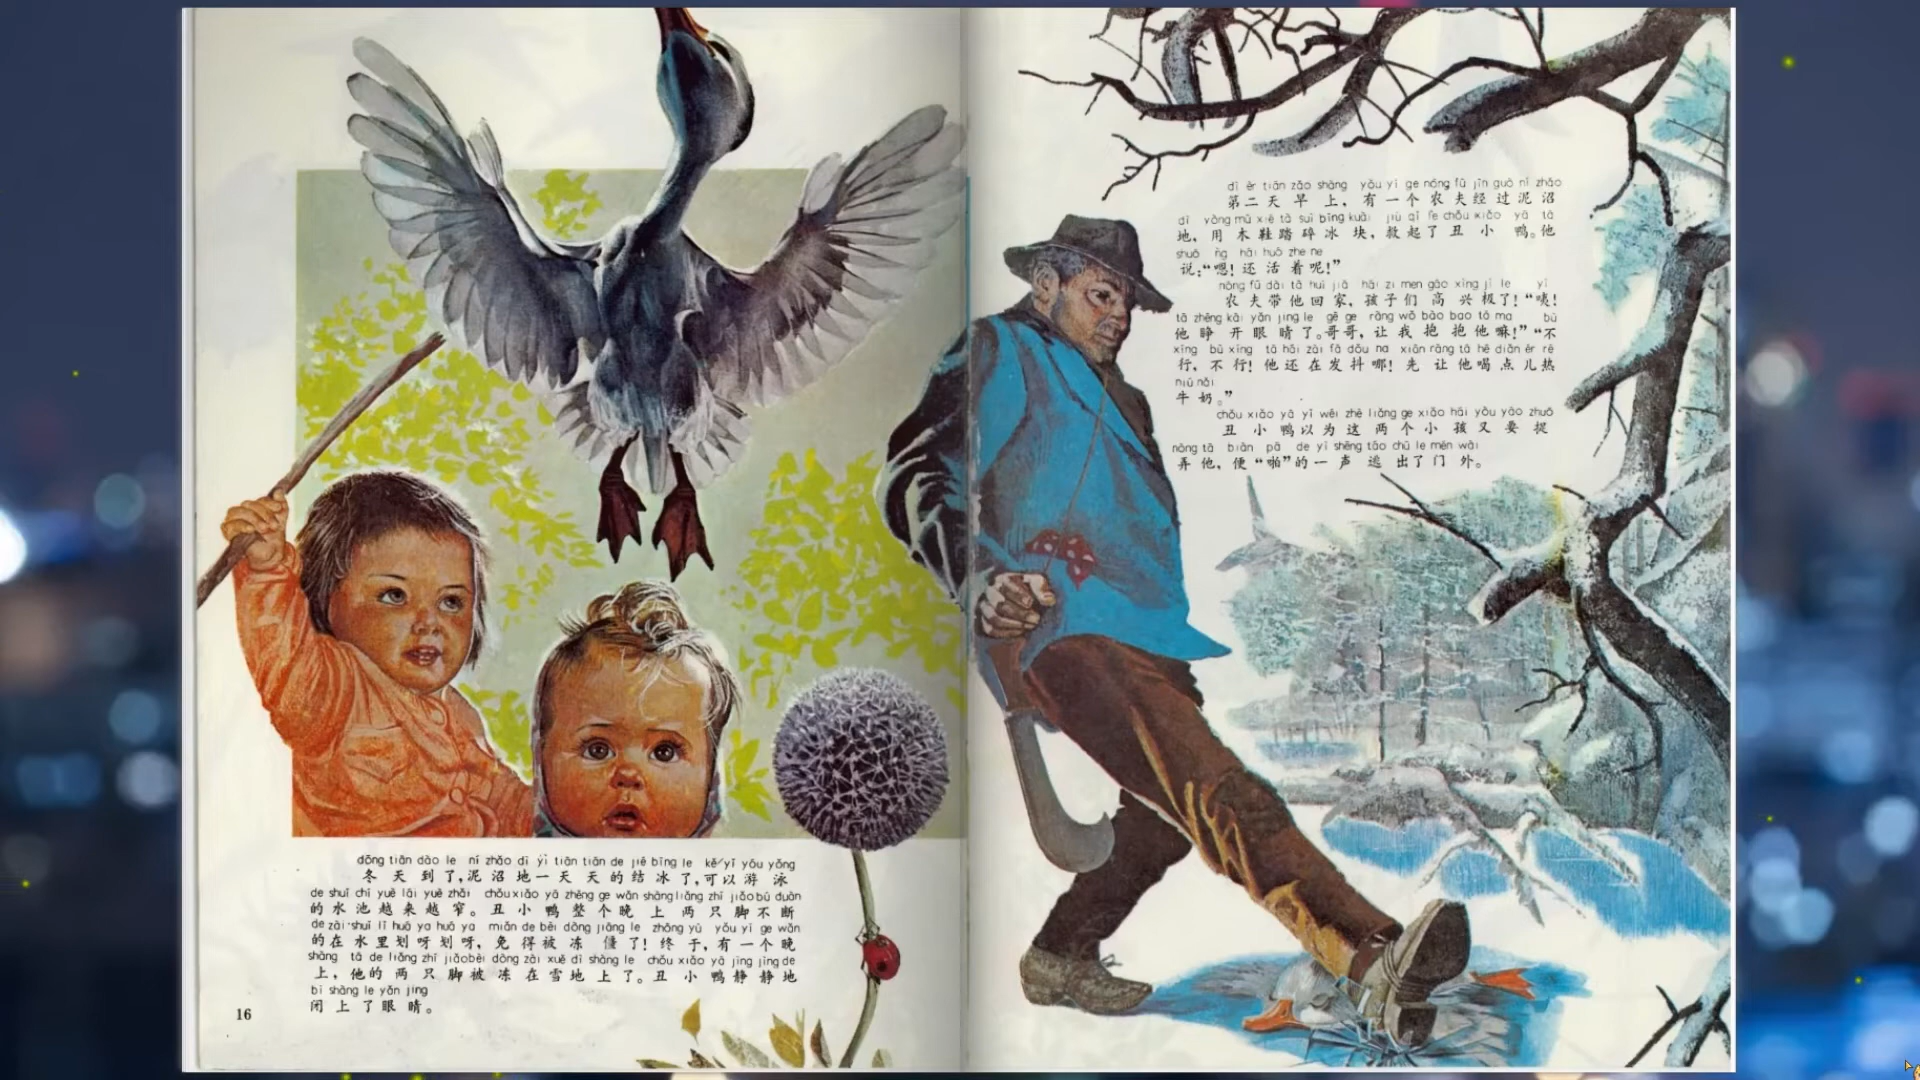 dōng tiān dào le ní zhǎo dì yì tiān tiān de jié bīng le kě yǐ yóu yǒng
冬天到了,泥沼地一天天的结冰了,可以游泳
de shuǐ chí yuè lái yuè zhǎi chǒu xiǎo yā zhěng ge wǎn shàng liǎng zhī jiǎo bú duàn
的水池越来越窄。丑小鸭整个晚上两只脚不断
de zài shuǐ lǐ huá ya huá ya miǎn de bèi dòng jiāng le zhōng yú yǒu yí ge wǎn
的在水里划呀划呀,免得被冻僵了!终于,有一个晚
shàng tā de liǎng zhī jiǎo bèi dòng zài xuě dì shàng le chǒu xiǎo yā jìng jìng de
上,他的两只脚被冻在雪地上了。丑小鸭静静地
bì shàng le yǎn jīng
闭上了眼睛。
16
dì èr tiān zǎo shàng yǒu yí ge nóng fū jīng guò ní zhǎo
第二天早上,有一个农夫经过泥沼
dì yòng mù xié tà suì bīng kuài jiù qǐ le chǒu xiǎo yā tā
地,用木鞋踏碎冰块,救起了丑小鸭。他
shuō ǹg hái huó zhe ne
说:“嗯!还活着呢!”
nóng fū dài tā huí jiā hái zi men gāo xìng jí le yí
农夫带他回家,孩子们高兴极了!“咦!
tā zhēng kāi yǎn jīng le gē ge ràng wǒ bào bao tā ma bù
他睁开眼睛了。哥哥,让我抱抱他嘛!”“不
xíng bù xíng tā hái zài fā dǒu na xiān ràng tā hē diǎn ér rè
行,不行!他还在发抖哪!先让他喝点儿热
niú nǎi
牛奶。”
chǒu xiǎo yā yǐ wéi zhè liǎng ge xiǎo hái yòu yào zhuō
丑小鸭以为这两个小孩又要捉
nòng tā biàn pā de yì shēng táo chū le mén wài
弄他,便“啪”的一声逃出了门外。